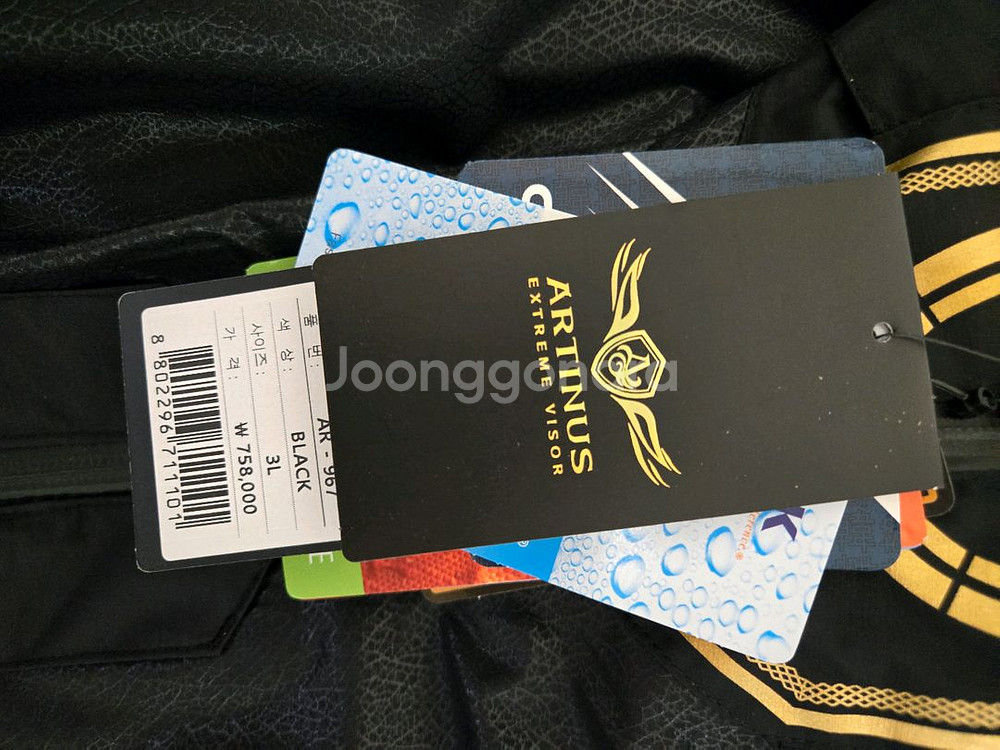 ARTINUS
EXTREME VISOR
품 번: AR - 967
색 상: BLACK
사이즈: 3L
가 격: ₩ 758,000
8 802296 711101
Joonggonara